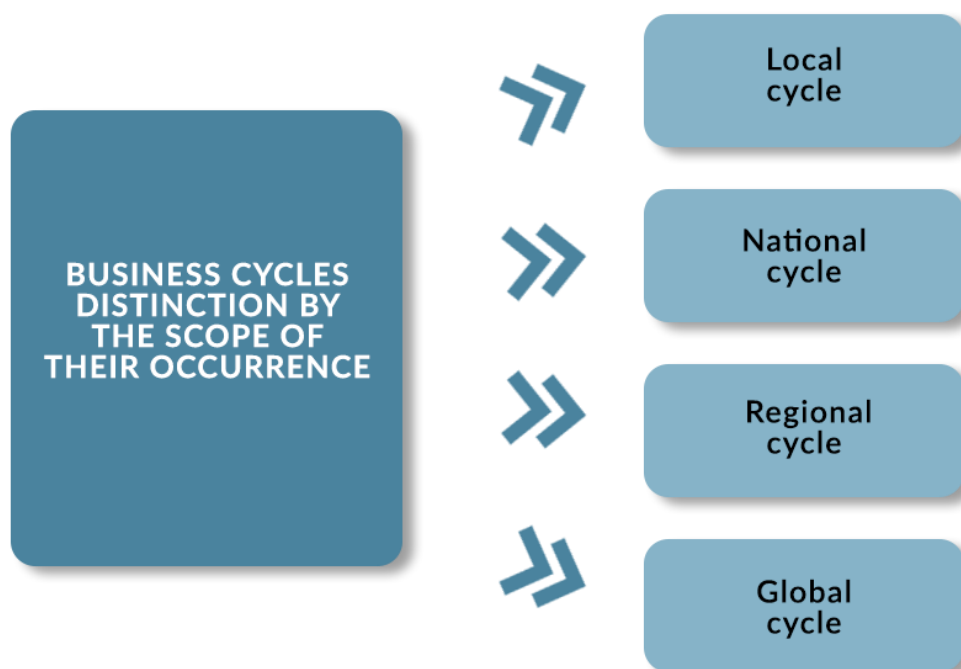 BUSINESS CYCLES
DISTINCTION BY
THE SCOPE OF
THEIR OCCURRENCE
Local
cycle
National
cycle
Regional
cycle
Global
cycle